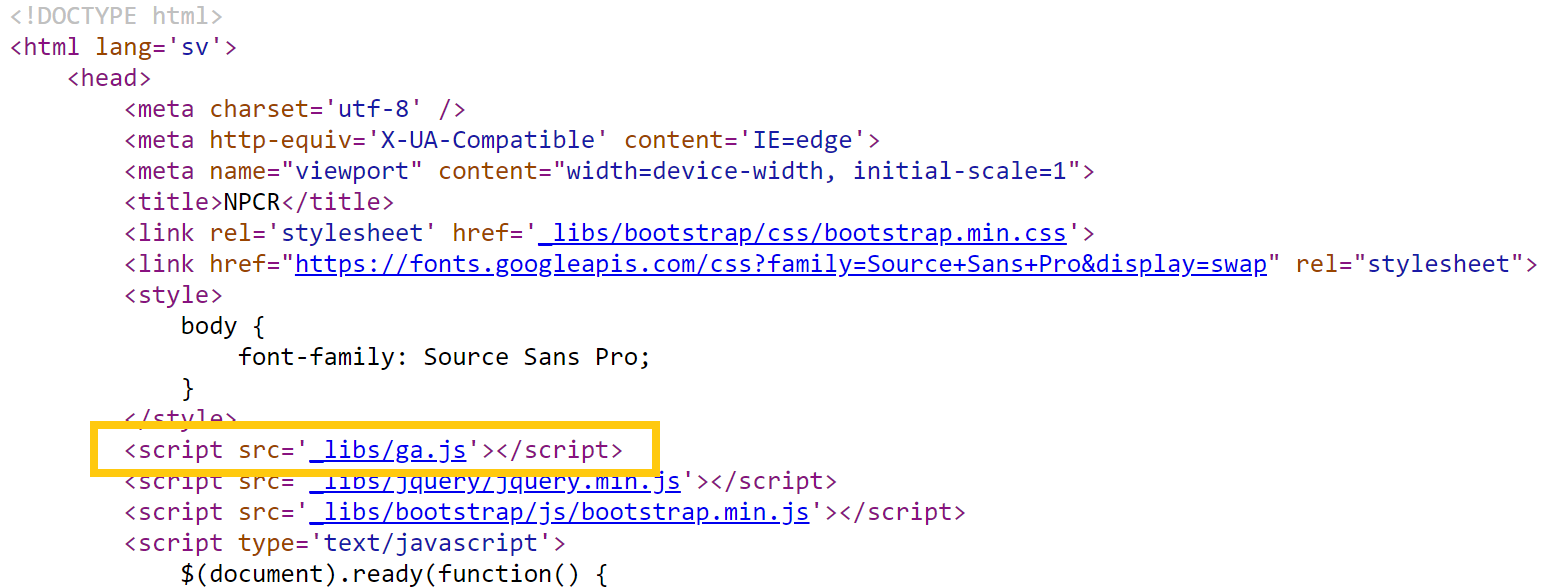 <!DOCTYPE html>
<html lang='sv'>
<head>
<meta charset='utf-8' />
<meta http-equiv='X-UA-Compatible' content='IE=edge'>
<meta name="viewport" content="width=device-width, initial-scale=1">
<title>NPCR</title>
<link rel='stylesheet' href='_libs/bootstrap/css/bootstrap.min.css'>
<link href="https://fonts.googleapis.com/css?family=Source+Sans+Pro&display=swap" rel="stylesheet">
<style>
body {
font-family: Source Sans Pro;
}
</style>
<script src='_libs/ga.js'></script>
<script src='_libs/jquery/jquery.min.js'></script>
<script src='_libs/bootstrap/js/bootstrap.min.js'></script>
<script type='text/javascript'>
$(document).ready(function() {